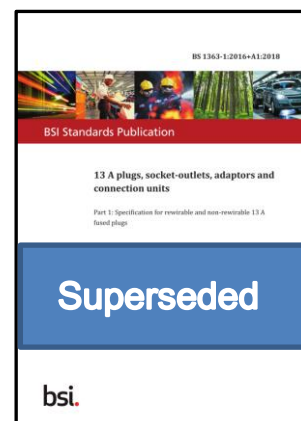 BS 1363-1:2016+A1:2018
BSI Standards Publication
13 A plugs, socket-outlets, adaptors and
connection units
Part 1: Specification for rewirable and non-rewirable 13 A
fused plugs
Superseded
bsi.